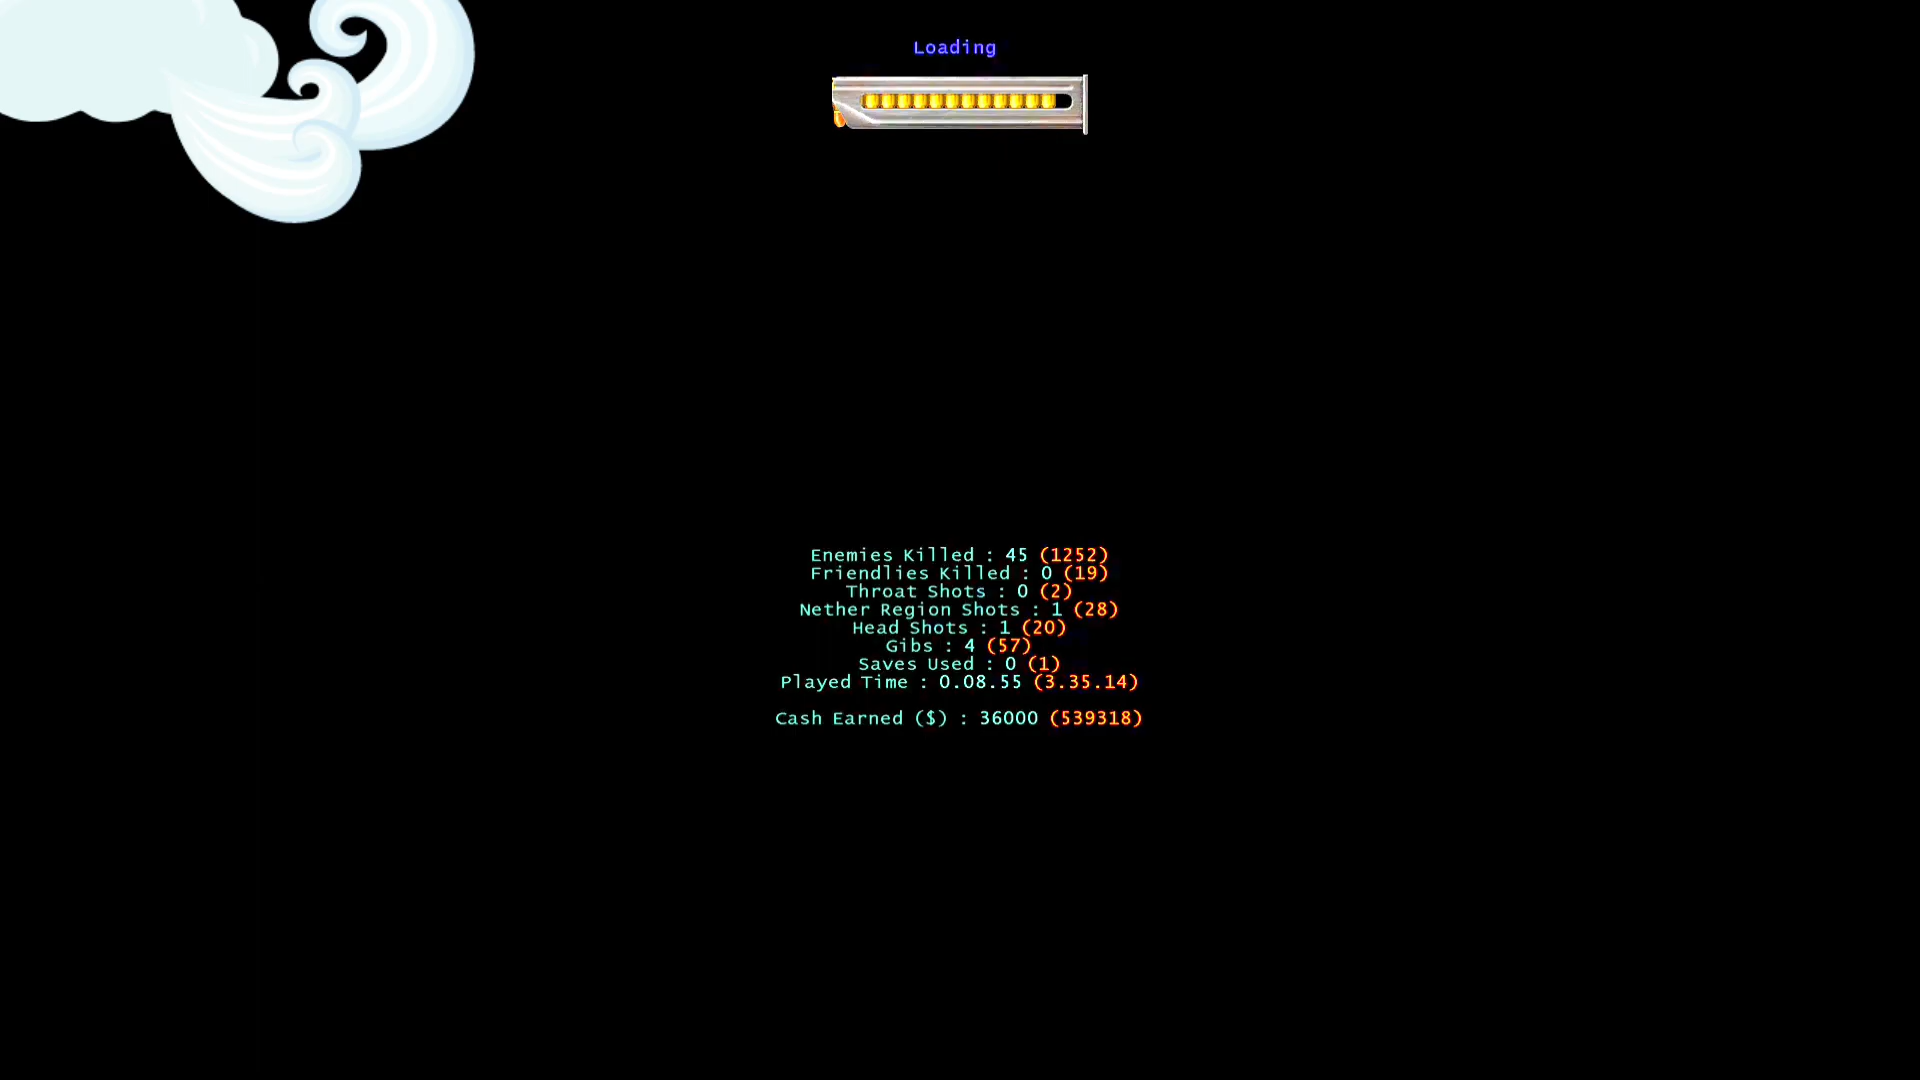 Loading
Enemies Killed : 45 (1252)
Friendlies Killed : 0 (19)
Throat Shots : 0 (2)
Nether Region Shots : 1 (28)
Head Shots : 1 (20)
Gibs : 4 (57)
Saves Used : 0 (1)
Played Time : 0.08.55 (3.35.14)
Cash Earned ($) : 36000 (539318)